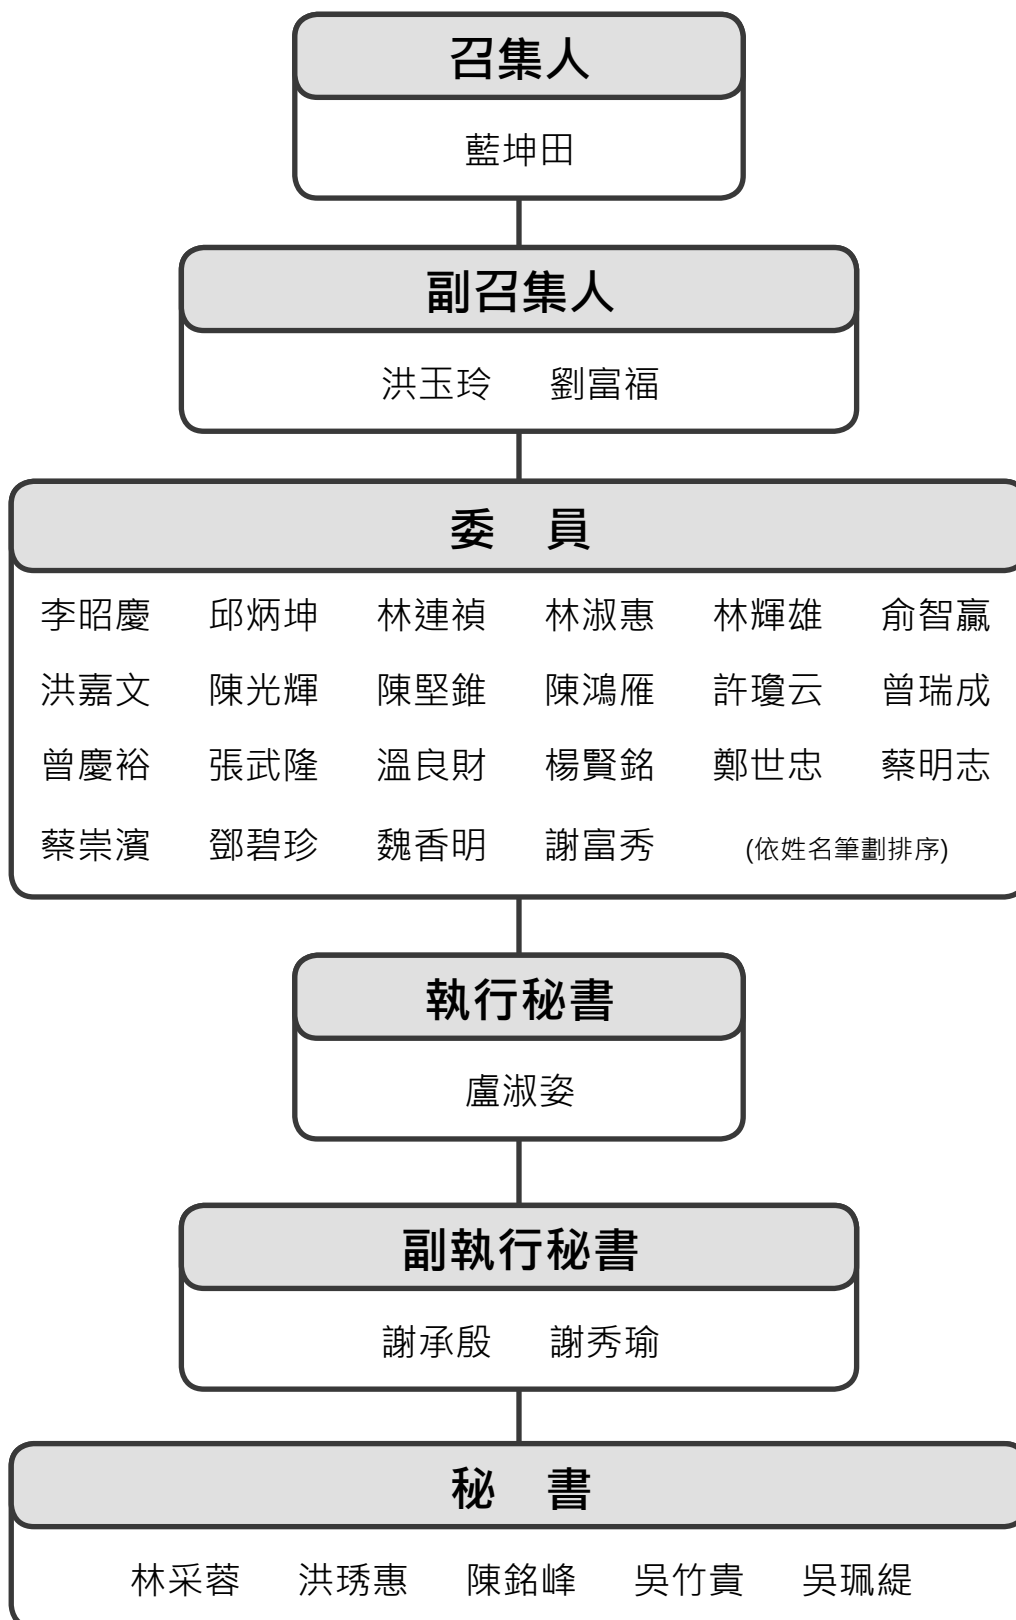 召集人
藍坤田
副召集人
洪玉玲 劉富福
委 員
李昭慶 邱炳坤 林連禎 林淑惠 林輝雄 俞智贏
洪嘉文 陳光輝 陳堅錐 陳鴻雁 許瓊云 曾瑞成
曾慶裕 張武隆 溫良財 楊賢銘 鄭世忠 蔡明志
蔡崇濱 鄧碧珍 魏香明 謝富秀 (依姓名筆劃排序)
執行秘書
盧淑姿
副執行秘書
謝承殷 謝秀瑜
秘 書
林采蓉 洪琇惠 陳銘峰 吳竹貴 吳珮緹